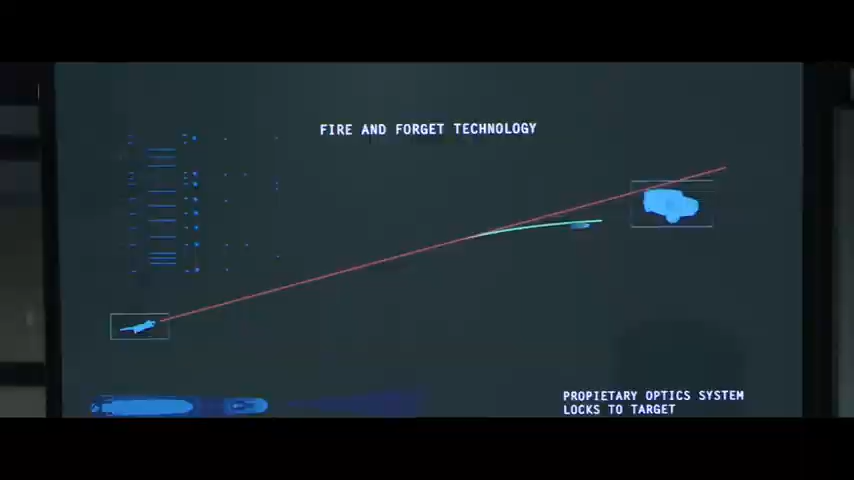 FIRE AND FORGET TECHNOLOGY
PROPIETARY OPTICS SYSTEM
LOCKS TO TARGET